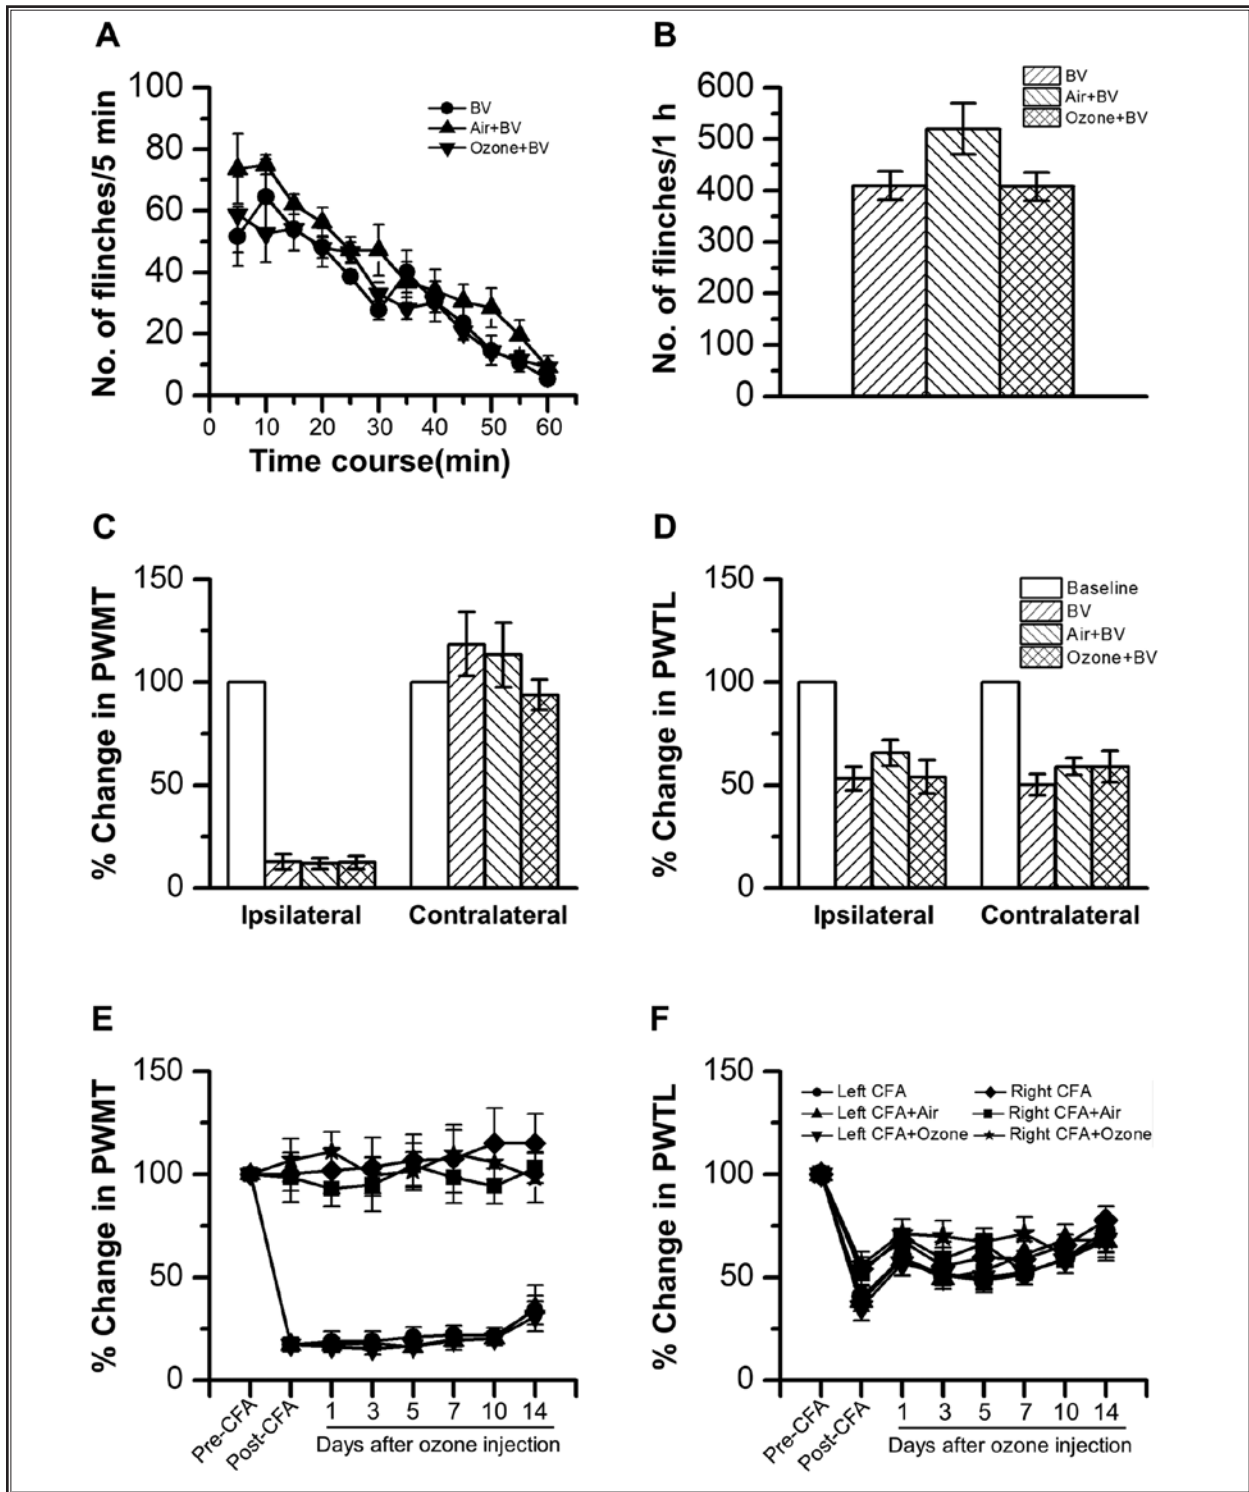 A
No. of flinches/5 min
100
80
60
40
20
0
BV
Air+BV
Ozone+BV
0 10 20 30 40 50 60
Time course(min)
B
No. of flinches/1 h
600
500
400
300
200
100
0
BV
Air+BV
Ozone+BV
C
% Change in PWMT
150
100
50
0
Ipsilateral Contralateral
D
% Change in PWTL
150
100
50
0
Baseline
BV
Air+BV
Ozone+BV
Ipsilateral Contralateral
E
% Change in PWMT
150
100
50
0
Pre-CFA Post-CFA 1 3 5 7 10 14
Days after ozone injection
F
% Change in PWTL
150
100
50
0
Left CFA Right CFA
Left CFA+Air Right CFA+Air
Left CFA+Ozone Right CFA+Ozone
Pre-CFA Post-CFA 1 3 5 7 10 14
Days after ozone injection